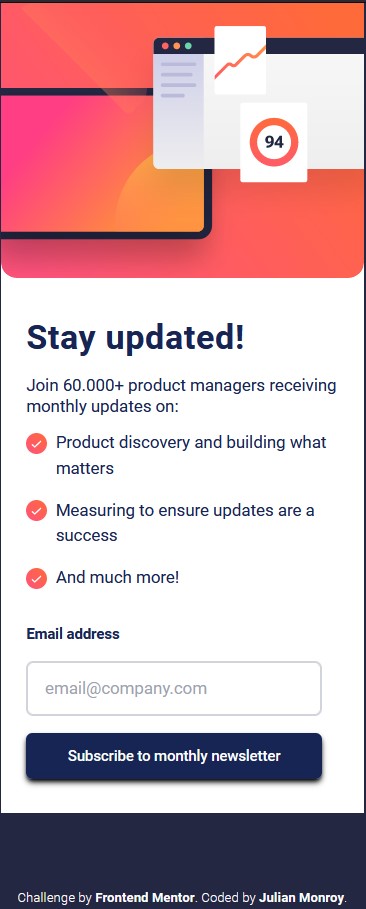 94
Stay updated!
Join 60.000+ product managers receiving
monthly updates on:
Product discovery and building what
matters
Measuring to ensure updates are a
success
And much more!
Email address
email@company.com
Subscribe to monthly newsletter
Challenge by Frontend Mentor. Coded by Julian Monroy.